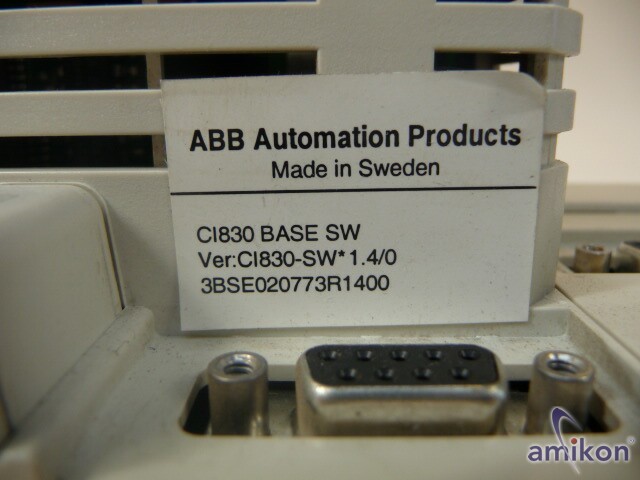 ABB Automation Products
Made in Sweden
CI830 BASE SW
Ver:CI830-SW* 1.4/0
3BSE020773R1400
amikon®